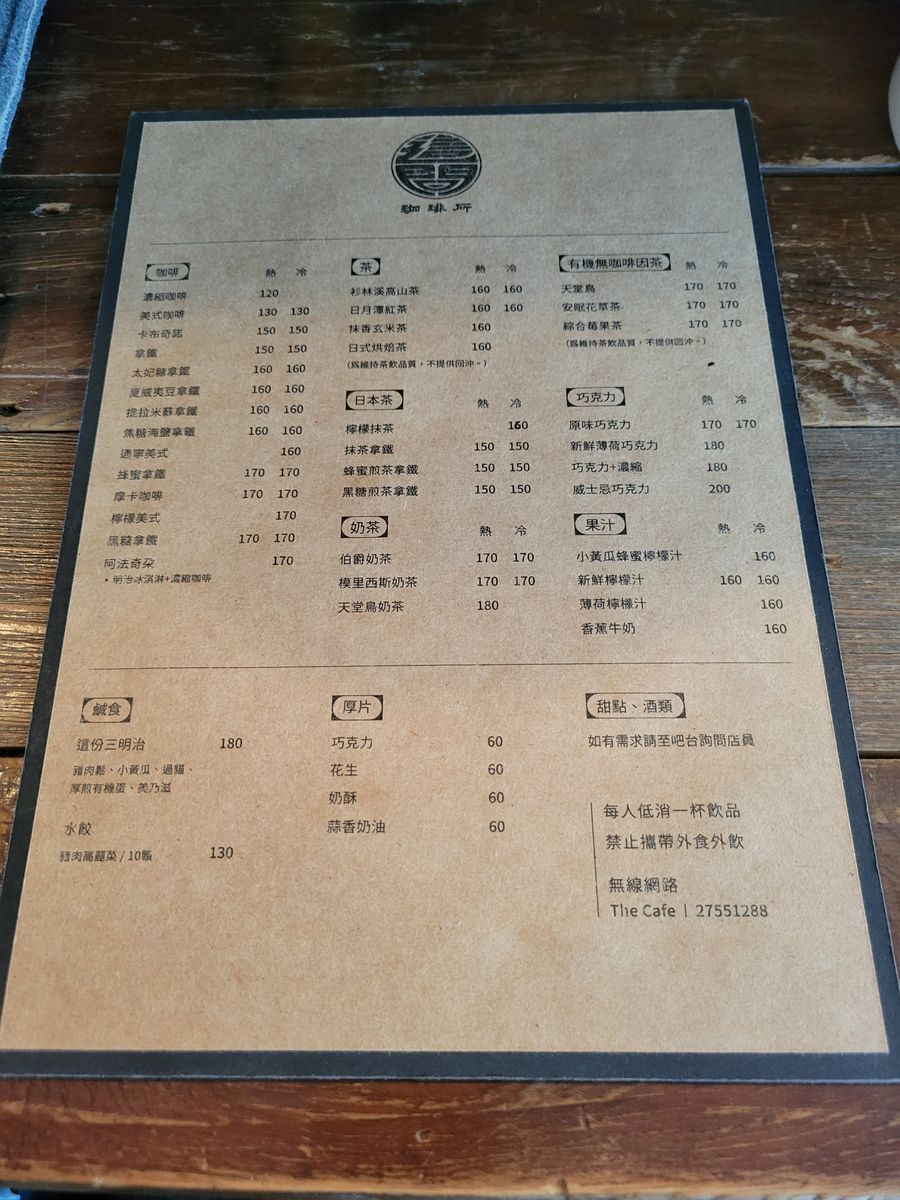 珈琲所
咖啡 熱 冷
濃縮咖啡 120
美式咖啡 130 130
卡布奇諾 150 150
拿鐵 150 150
太妃糖拿鐵 160 160
夏威夷豆拿鐵 160 160
提拉米蘇拿鐵 160 160
焦糖海鹽拿鐵 160 160
通寧美式 160
蜂蜜拿鐵 170 170
摩卡咖啡 170 170
檸檬美式 170
黑糖拿鐵 170 170
阿法奇朶 170
• 明治冰淇淋+濃縮咖啡
茶 熱 冷
杉林溪高山茶 160 160
日月潭紅茶 160 160
抹香玄米茶 160
日式烘焙茶 160
(為維持茶飲品質，不提供回沖。)
日本茶 熱 冷
檸檬抹茶 160
抹茶拿鐵 150 150
蜂蜜煎茶拿鐵 150 150
黑糖煎茶拿鐵 150 150
奶茶 熱 冷
伯爵奶茶 170 170
模里西斯奶茶 170 170
天堂鳥奶茶 180
有機無咖啡因茶 熱 冷
天堂鳥 170 170
安眠花草茶 170 170
綜合莓果茶 170 170
(為維持茶飲品質，不提供回沖。)
巧克力 熱 冷
原味巧克力 170 170
新鮮薄荷巧克力 180
巧克力+濃縮 180
威士忌巧克力 200
果汁 熱 冷
小黃瓜蜂蜜檸檬汁 160
新鮮檸檬汁 160 160
薄荷檸檬汁 160
香蕉牛奶 160
鹹食
這份三明治 180
豬肉鬆、小黃瓜、過貓、
厚煎有機蛋、美乃滋
水餃
豬肉高麗菜 / 10顆 130
厚片
巧克力 60
花生 60
奶酥 60
蒜香奶油 60
甜點、酒類
如有需求請至吧台詢問店員
每人低消一杯飲品
禁止攜帶外食外飲
無線網路
The Cafe | 27551288